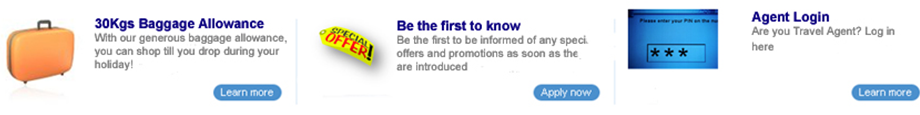 30Kgs Baggage Allowance
With our generous baggage allowance,
you can shop till you drop during your
holiday!
Learn more
SPECIAL
OFFER!
Be the first to know
Be the first to be informed of any speci.
offers and promotions as soon as the
are introduced
Apply now
Please enter your PIN on the
***
Agent Login
Are you Travel Agent? Log in
here
Learn more